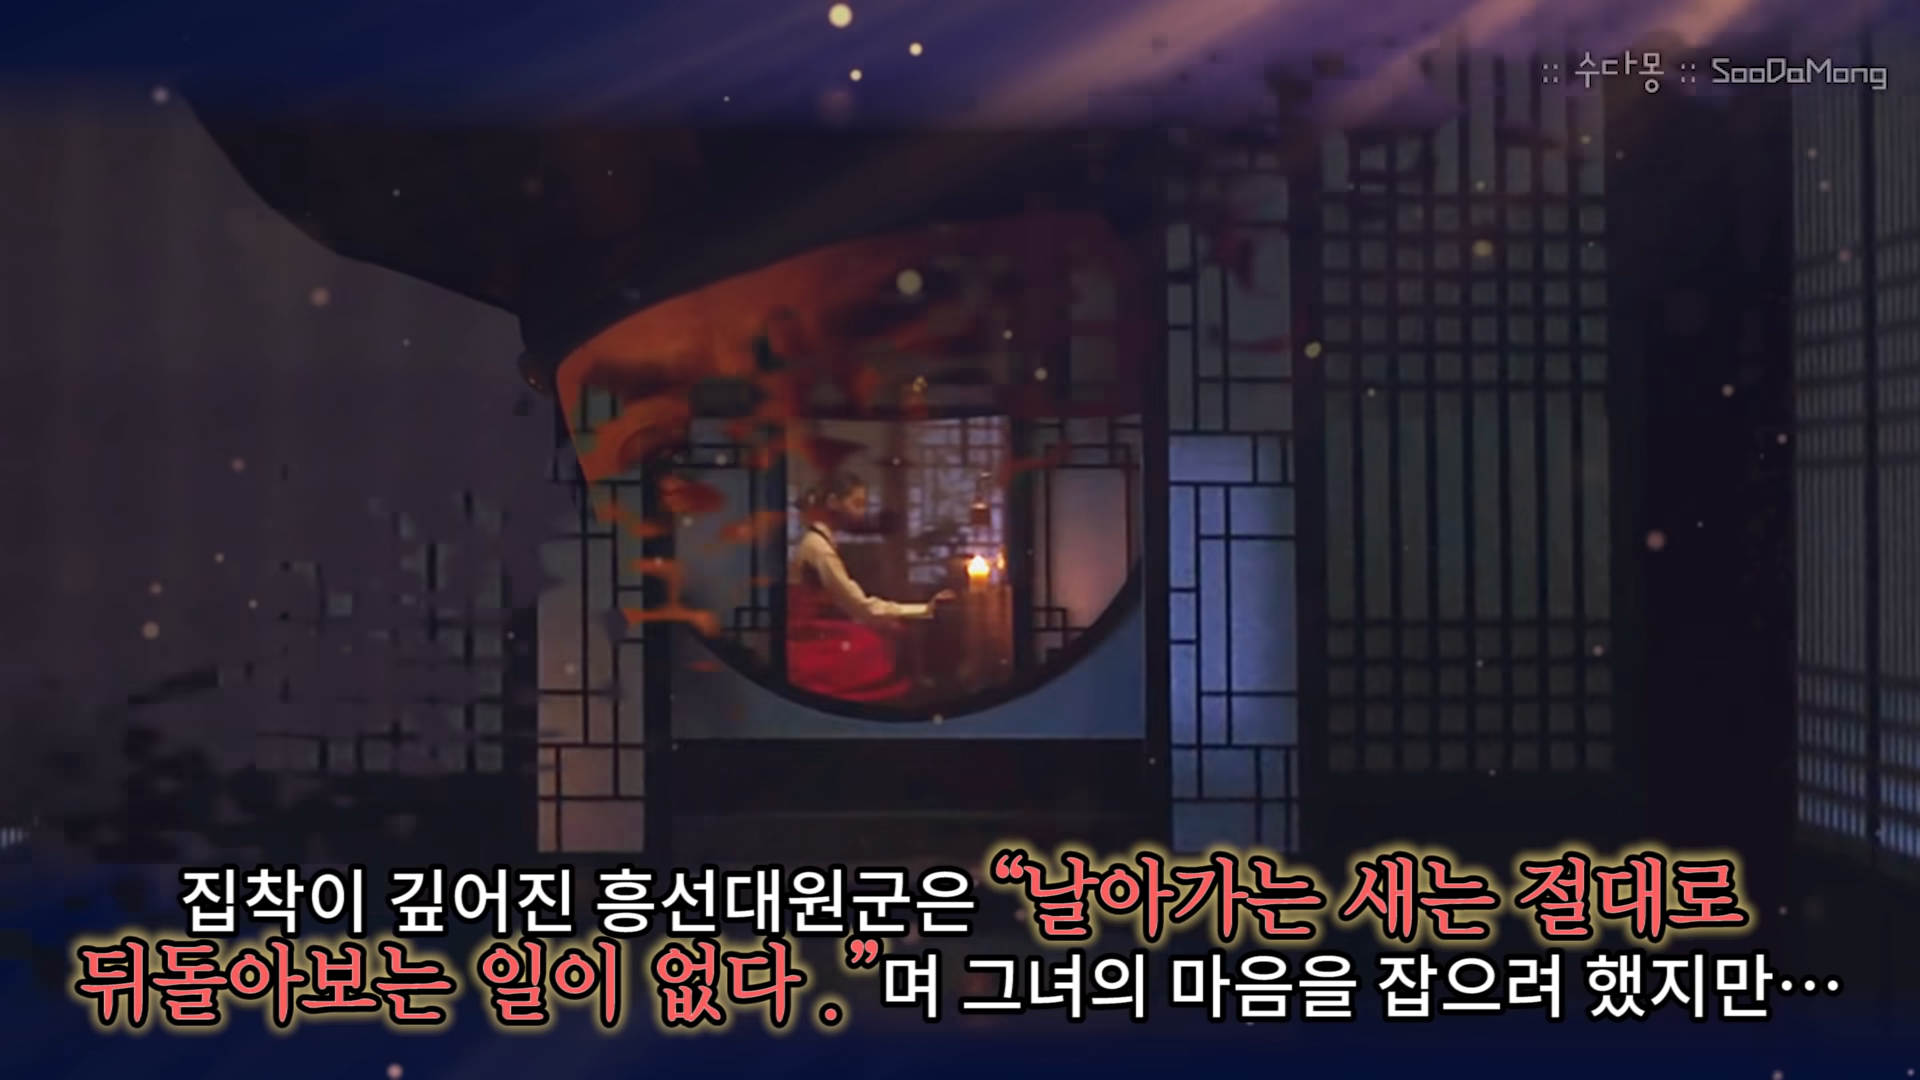 :: 수다몽 :: SooDaMong
집착이 깊어진 흥선대원군은 “날아가는 새는 절대로
뒤돌아보는 일이 없다.”며 그녀의 마음을 잡으려 했지만…